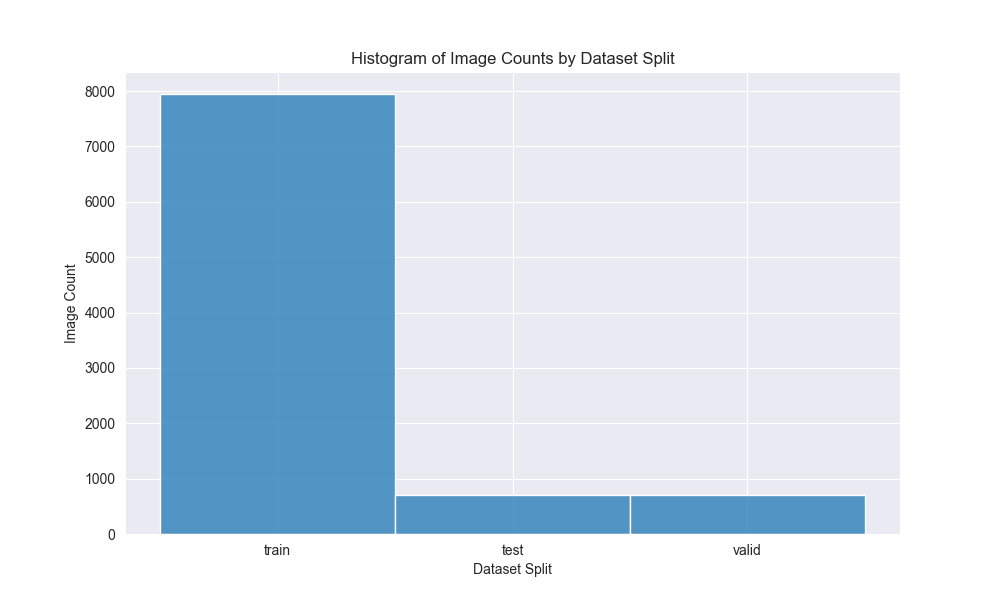 Histogram of Image Counts by Dataset Split
Image Count
8000
7000
6000
5000
4000
3000
2000
1000
0
train test valid
Dataset Split